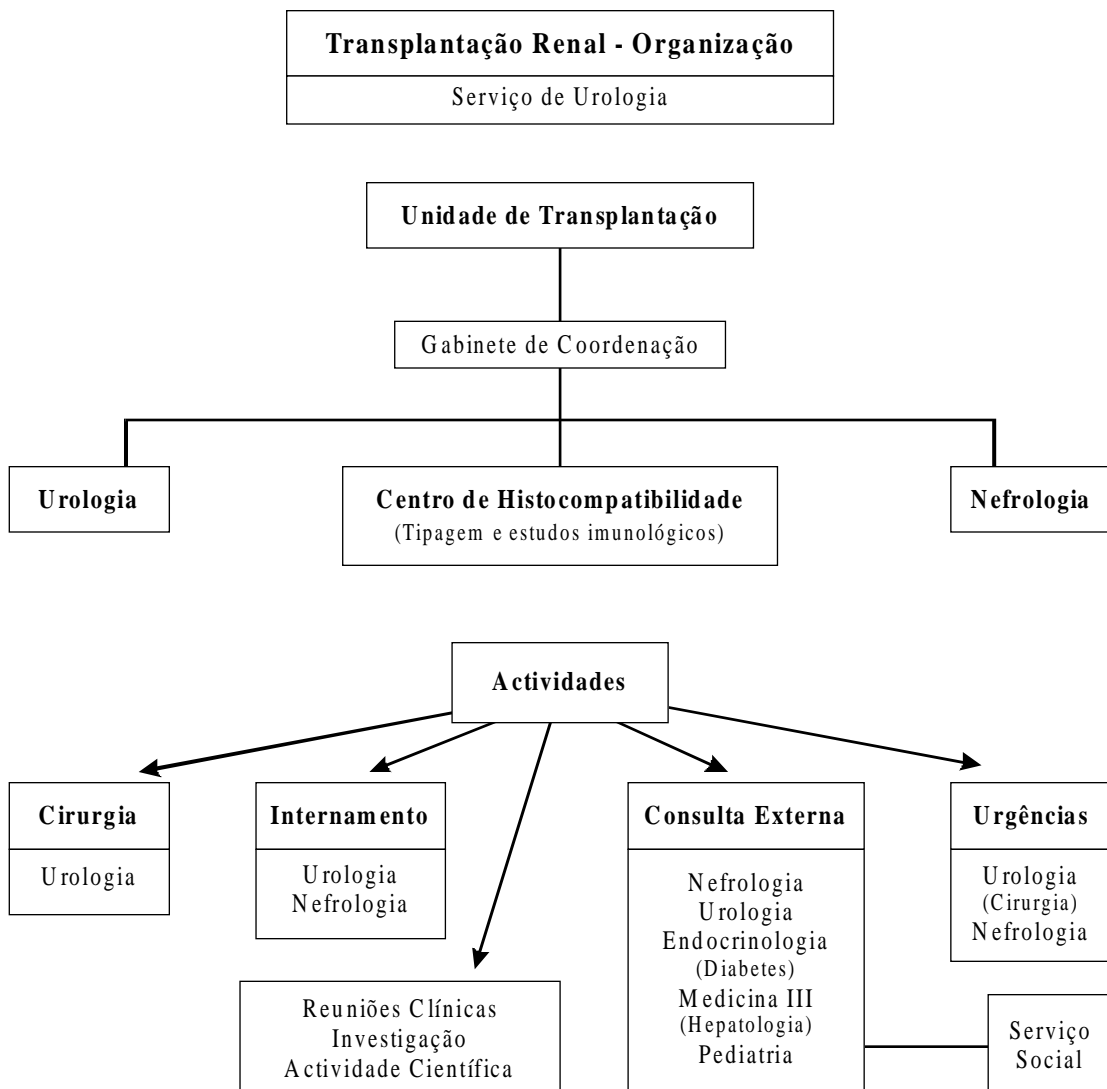 Transplantação Renal - Organização
Serviço de Urologia
Unidade de Transplantação
Gabinete de Coordenação
Urologia
Centro de Histocompatibilidade
(Tipagem e estudos imunológicos)
Nefrologia
Actividades
Cirurgia
Urologia
Internamento
Urologia
Nefrologia
Reuniões Clínicas
Investigação
Actividade Científica
Consulta Externa
Nefrologia
Urologia
Endocrinologia
(Diabetes)
Medicina III
(Hepatologia)
Pediatria
Urgências
Urologia
(Cirurgia)
Nefrologia
Serviço
Social